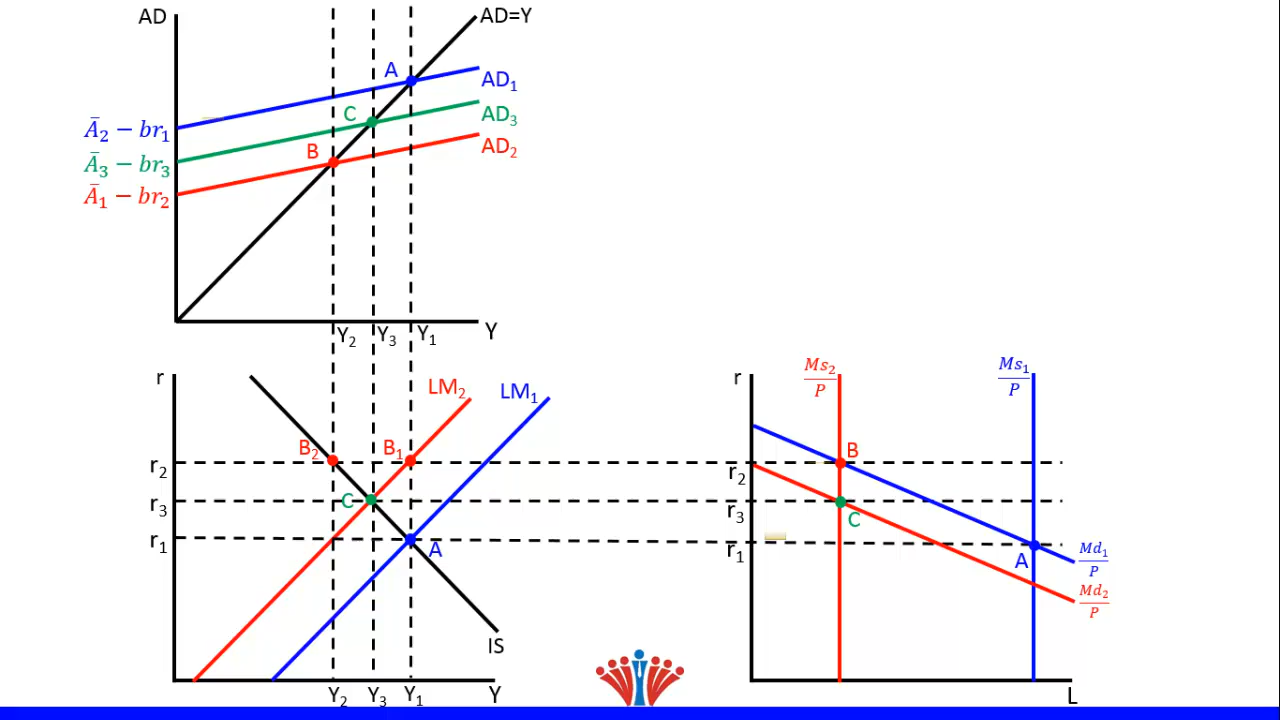 AD
AD=Y
A
AD₁
C
AD₃
Ā₂ − br₁
B
AD₂
Ā₃ − br₃
Ā₁ − br₂
Y₂ Y₃ Y₁ Y
r
LM₂
LM₁
B₂ B₁
r₂
C
r₃
r₁
A
IS
Y₂ Y₃ Y₁ Y
r
Ms₂/P
Ms₁/P
B
r₂
r₃
C
r₁
A
Md₁/P
Md₂/P
L